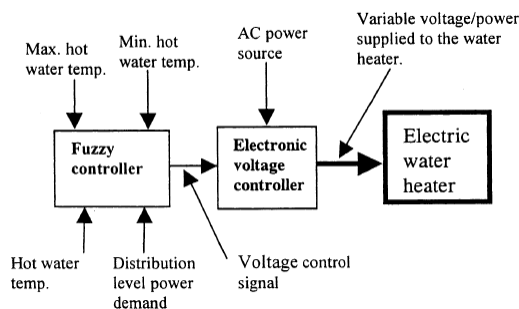 Max. hot
water temp.
Min. hot
water temp.
AC power
source
Variable voltage/power
supplied to the water
heater.
Fuzzy
controller
Electronic
voltage
controller
Electric
water
heater
Hot water
temp.
Distribution
level power
demand
Voltage control
signal